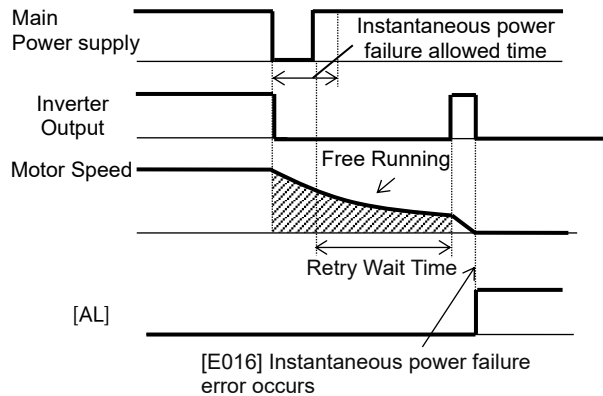 Main
Power supply
Instantaneous power
failure allowed time
Inverter
Output
Motor Speed
Free Running
Retry Wait Time
[AL]
[E016] Instantaneous power failure
error occurs